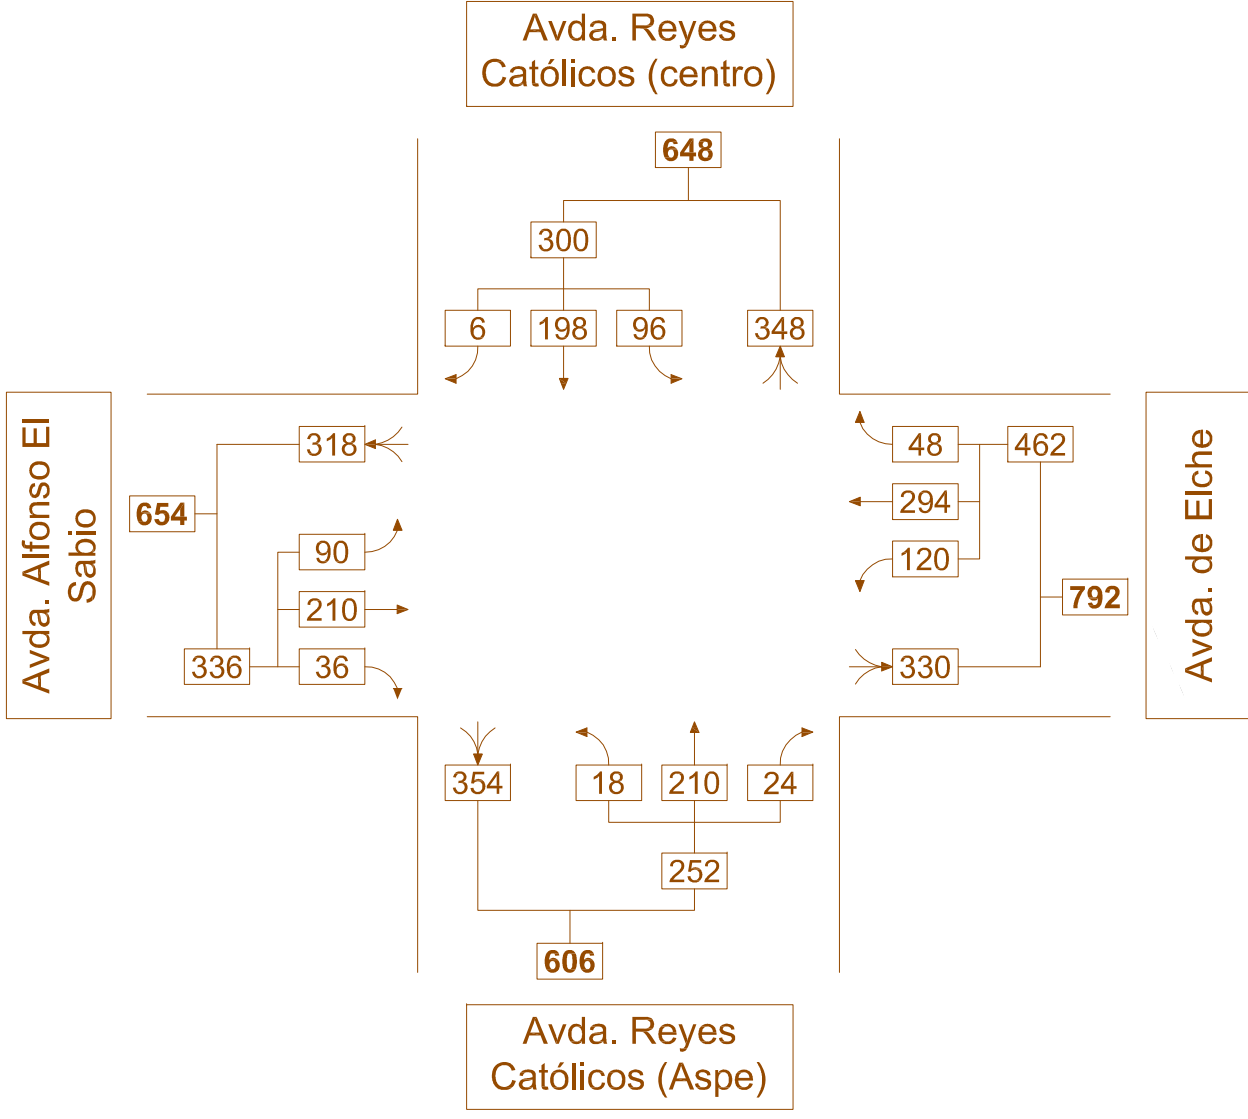 Avda. Reyes
Católicos (centro)
648
300
6 198 96 348
Avda. Alfonso El
Sabio
654
318
90
210
36
336
48
294
120
462
330
792
Avda. de Elche
354 18 210 24
252
606
Avda. Reyes
Católicos (Aspe)